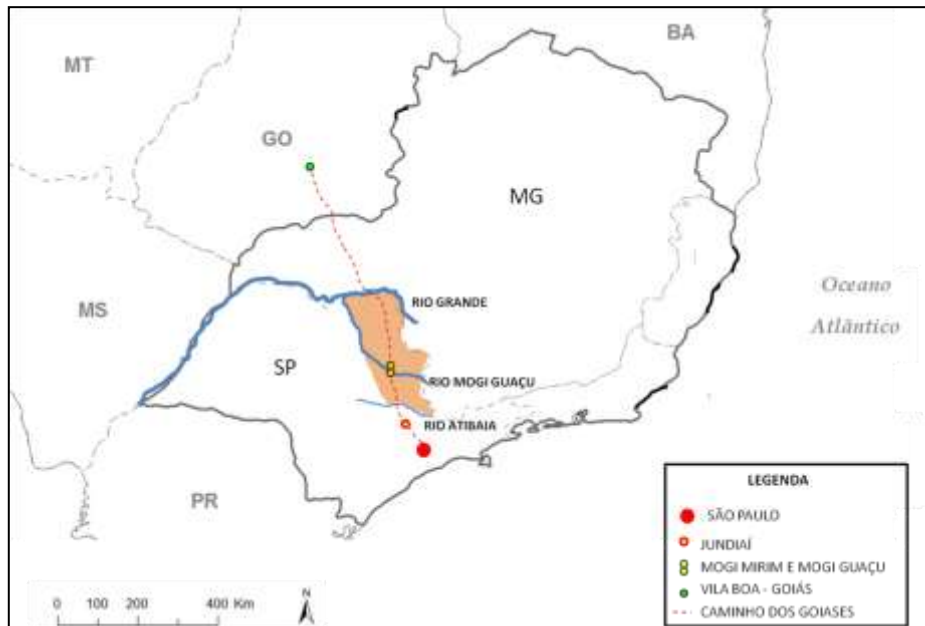 BA
MT
GO
MG
Oceano
Atlântico
MS
RIO GRANDE
SP
RIO MOGI GUAÇU
RIO ATIBAIA
PR
LEGENDA
SÃO PAULO
JUNDIAÍ
MOGI MIRIM E MOGI GUAÇU
VILA BOA - GOIÁS
CAMINHO DOS GOIASES
N
0 100 200 400 Km